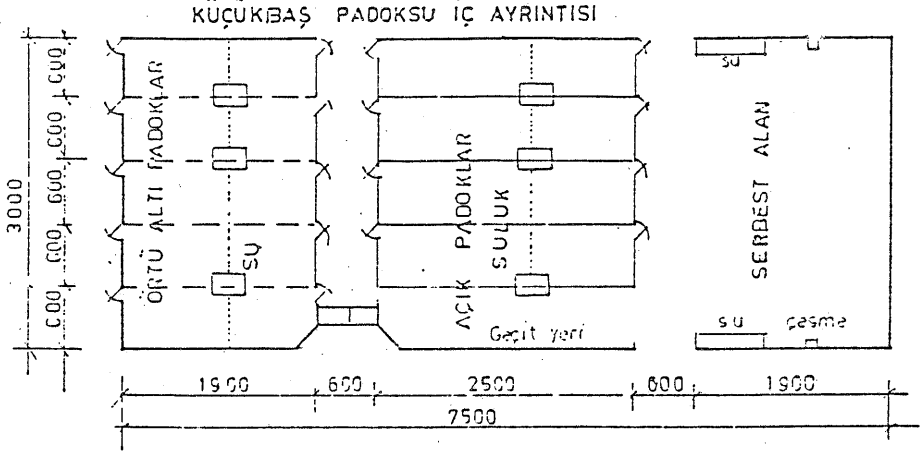 KÜÇÜKBAŞ PADOKSU İÇ AYRINTISI
3000
600
600
600
600
600
ÖRTÜ ALTI PADOKLAR
SU
AÇIK PADOKLAR
SULUK
Geçit yeri
su
SERBEST ALAN
su
çeşme
1900
600
2500
600
1900
7500